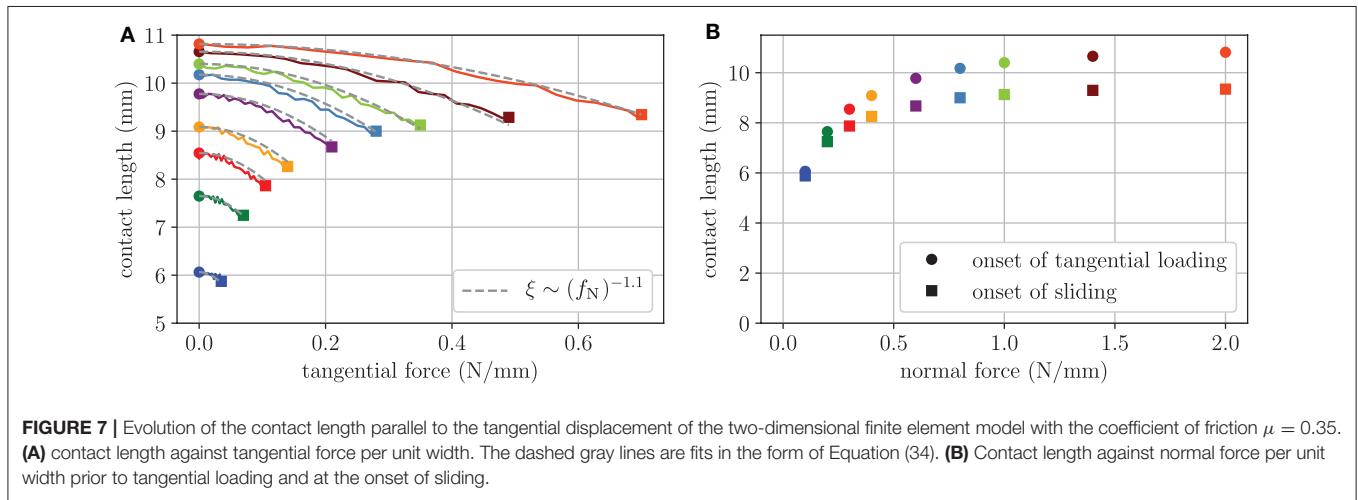 A
B
11
10
9
8
7
6
5
contact length (mm)
ξ ∼ (f_N)^{−1.1}
0.0 0.2 0.4 0.6
tangential force (N/mm)
10
8
6
4
2
0
contact length (mm)
onset of tangential loading
onset of sliding
0.0 0.5 1.0 1.5 2.0
normal force (N/mm)
FIGURE 7 | Evolution of the contact length parallel to the tangential displacement of the two-dimensional finite element model with the coefficient of friction μ = 0.35.
(A) contact length against tangential force per unit width. The dashed gray lines are fits in the form of Equation (34). (B) Contact length against normal force per unit
width prior to tangential loading and at the onset of sliding.